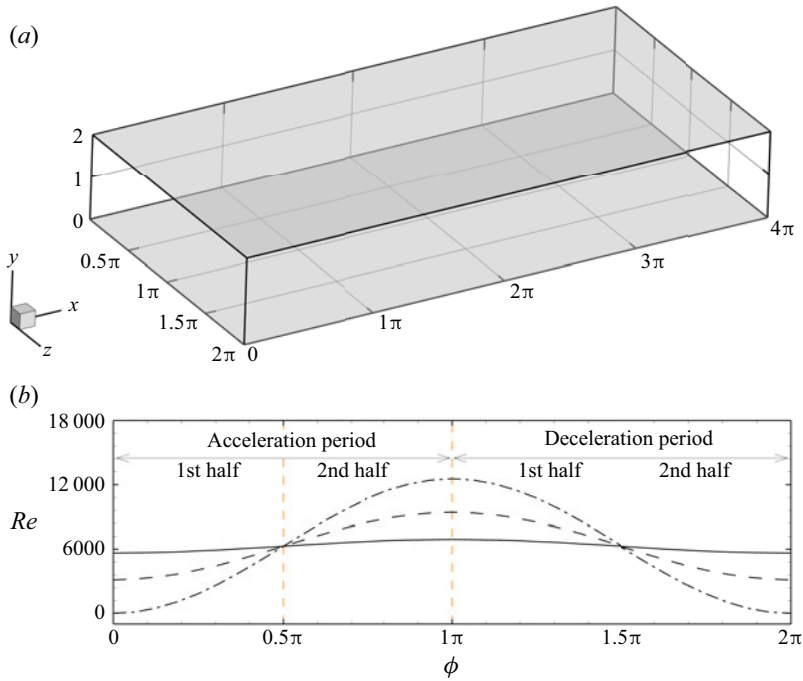 (a)
2
1
0
0.5π
1π
1.5π
2π
0
1π
2π
3π
4π
y
x
z
(b)
18 000
12 000
6000
0
Re
Acceleration period
Deceleration period
1st half
2nd half
1st half
2nd half
0
0.5π
1π
1.5π
2π
ϕ